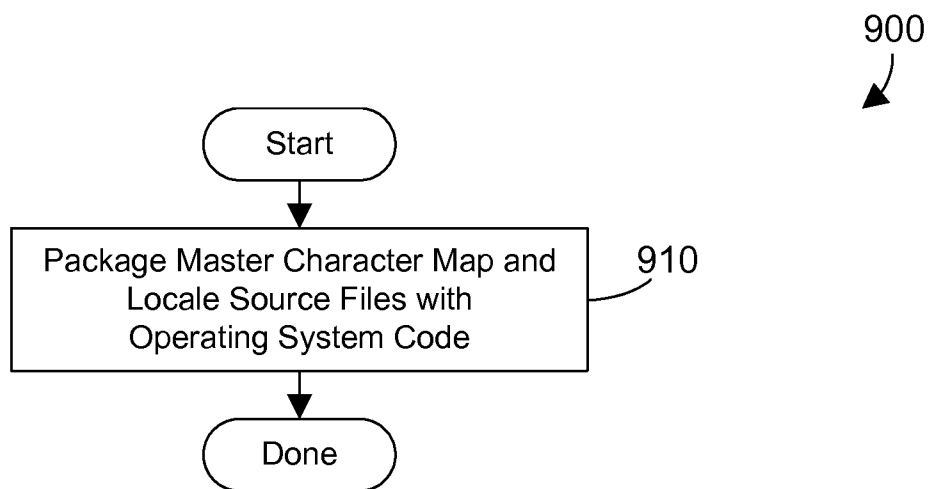 900
Start
Package Master Character Map and
Locale Source Files with
Operating System Code
910
Done